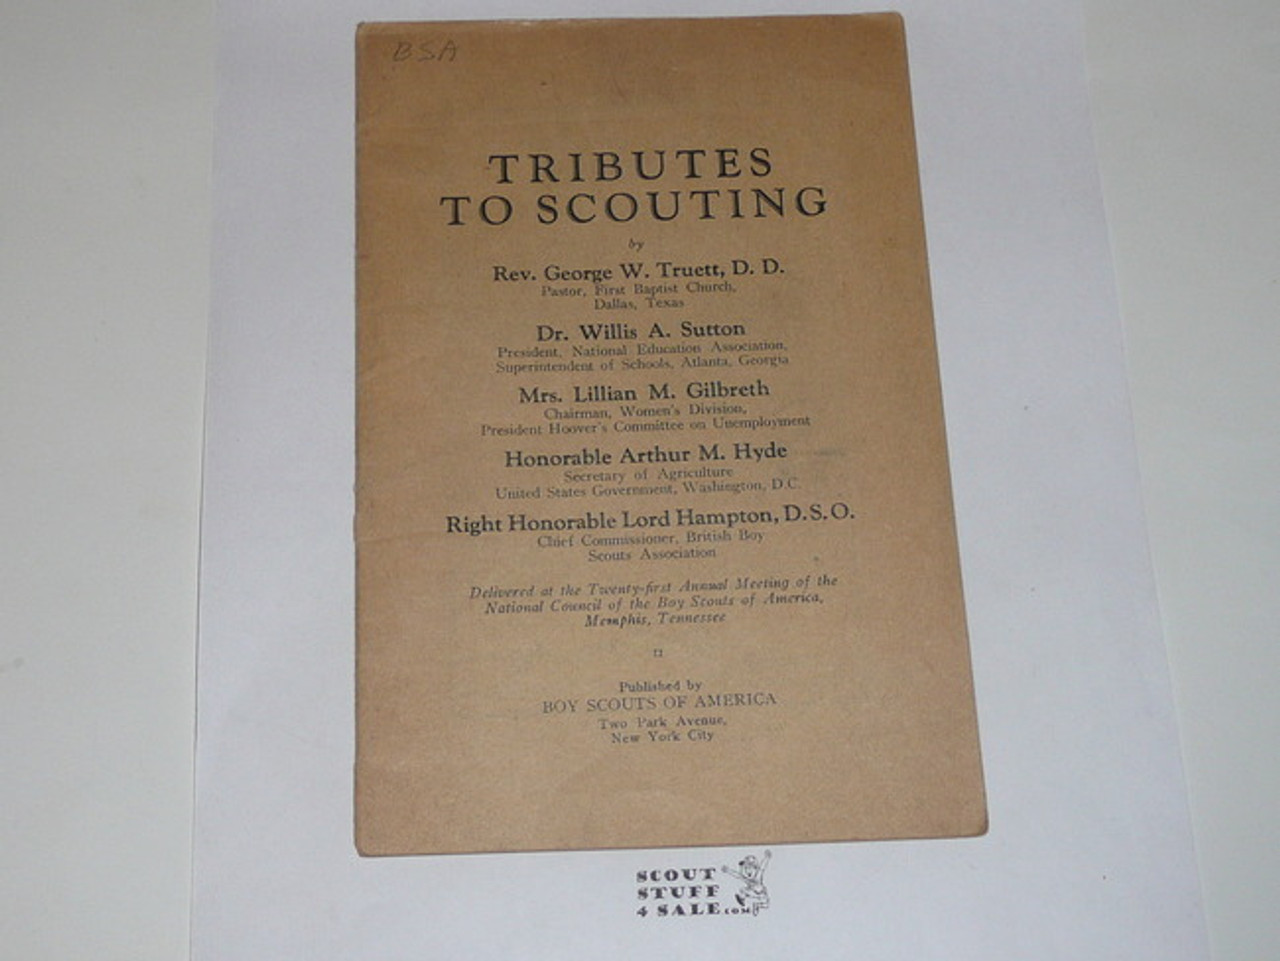 BSA
TRIBUTES
TO SCOUTING
by
Rev. George W. Truett, D. D.
Pastor, First Baptist Church,
Dallas, Texas
Dr. Willis A. Sutton
President, National Education Association,
Superintendent of Schools, Atlanta, Georgia
Mrs. Lillian M. Gilbreth
Chairman, Women's Division,
President Hoover's Committee on Unemployment
Honorable Arthur M. Hyde
Secretary of Agriculture
United States Government, Washington, D.C.
Right Honorable Lord Hampton, D.S.O.
Chief Commissioner, British Boy
Scouts Association
Delivered at the Twenty-first Annual Meeting of the
National Council of the Boy Scouts of America,
Memphis, Tennessee
Published by
BOY SCOUTS OF AMERICA
Two Park Avenue,
New York City
SCOUT
STUFF
4 SALE.COM